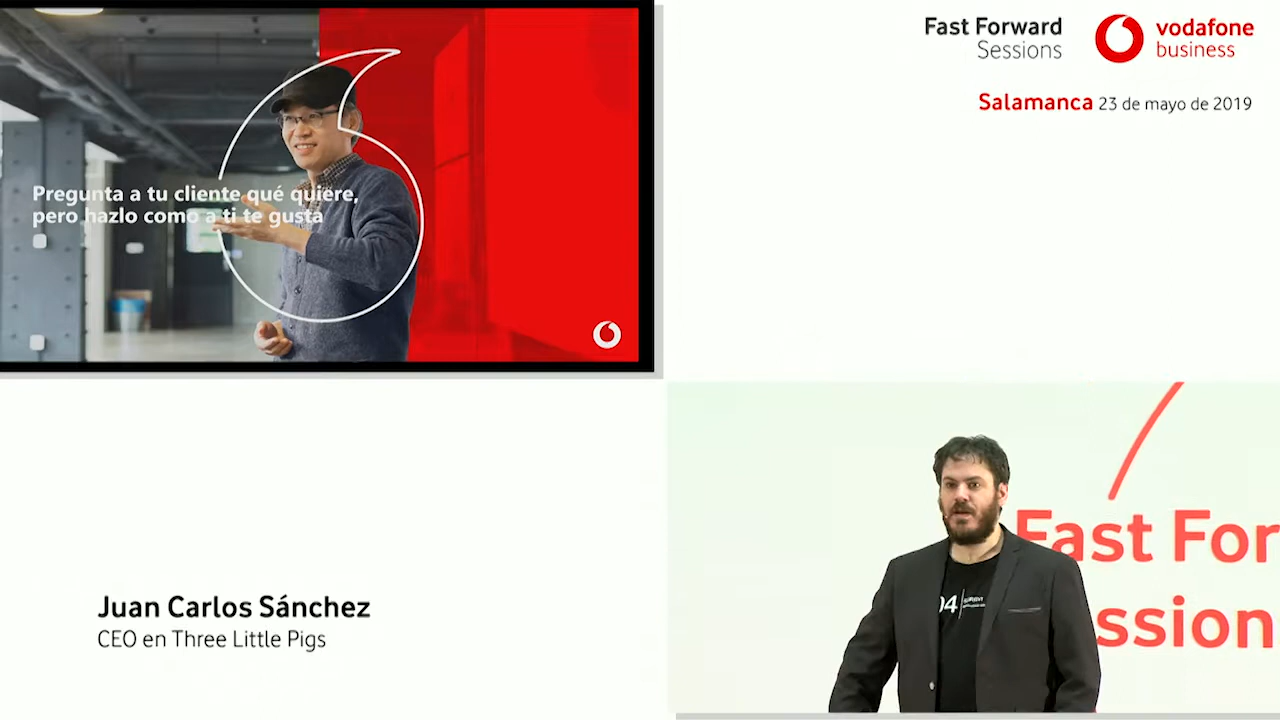 Pregunta a tu cliente qué quiere,
pero hazlo como a ti te gusta
Fast Forward
Sessions
vodafone
business
Salamanca 23 de mayo de 2019
Juan Carlos Sánchez
CEO en Three Little Pigs
Fast For
ssion
04